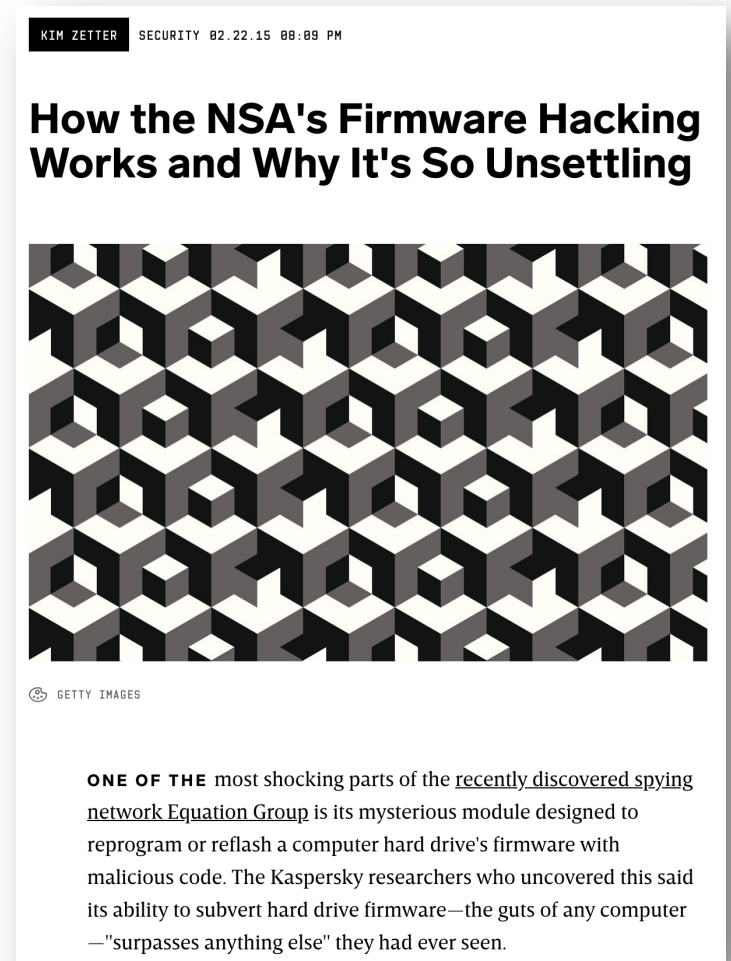 KIM ZETTER SECURITY 02.22.15 08:09 PM
How the NSA's Firmware Hacking
Works and Why It's So Unsettling
GETTY IMAGES
ONE OF THE most shocking parts of the recently discovered spying
network Equation Group is its mysterious module designed to
reprogram or reflash a computer hard drive's firmware with
malicious code. The Kaspersky researchers who uncovered this said
its ability to subvert hard drive firmware—the guts of any computer
—"surpasses anything else" they had ever seen.